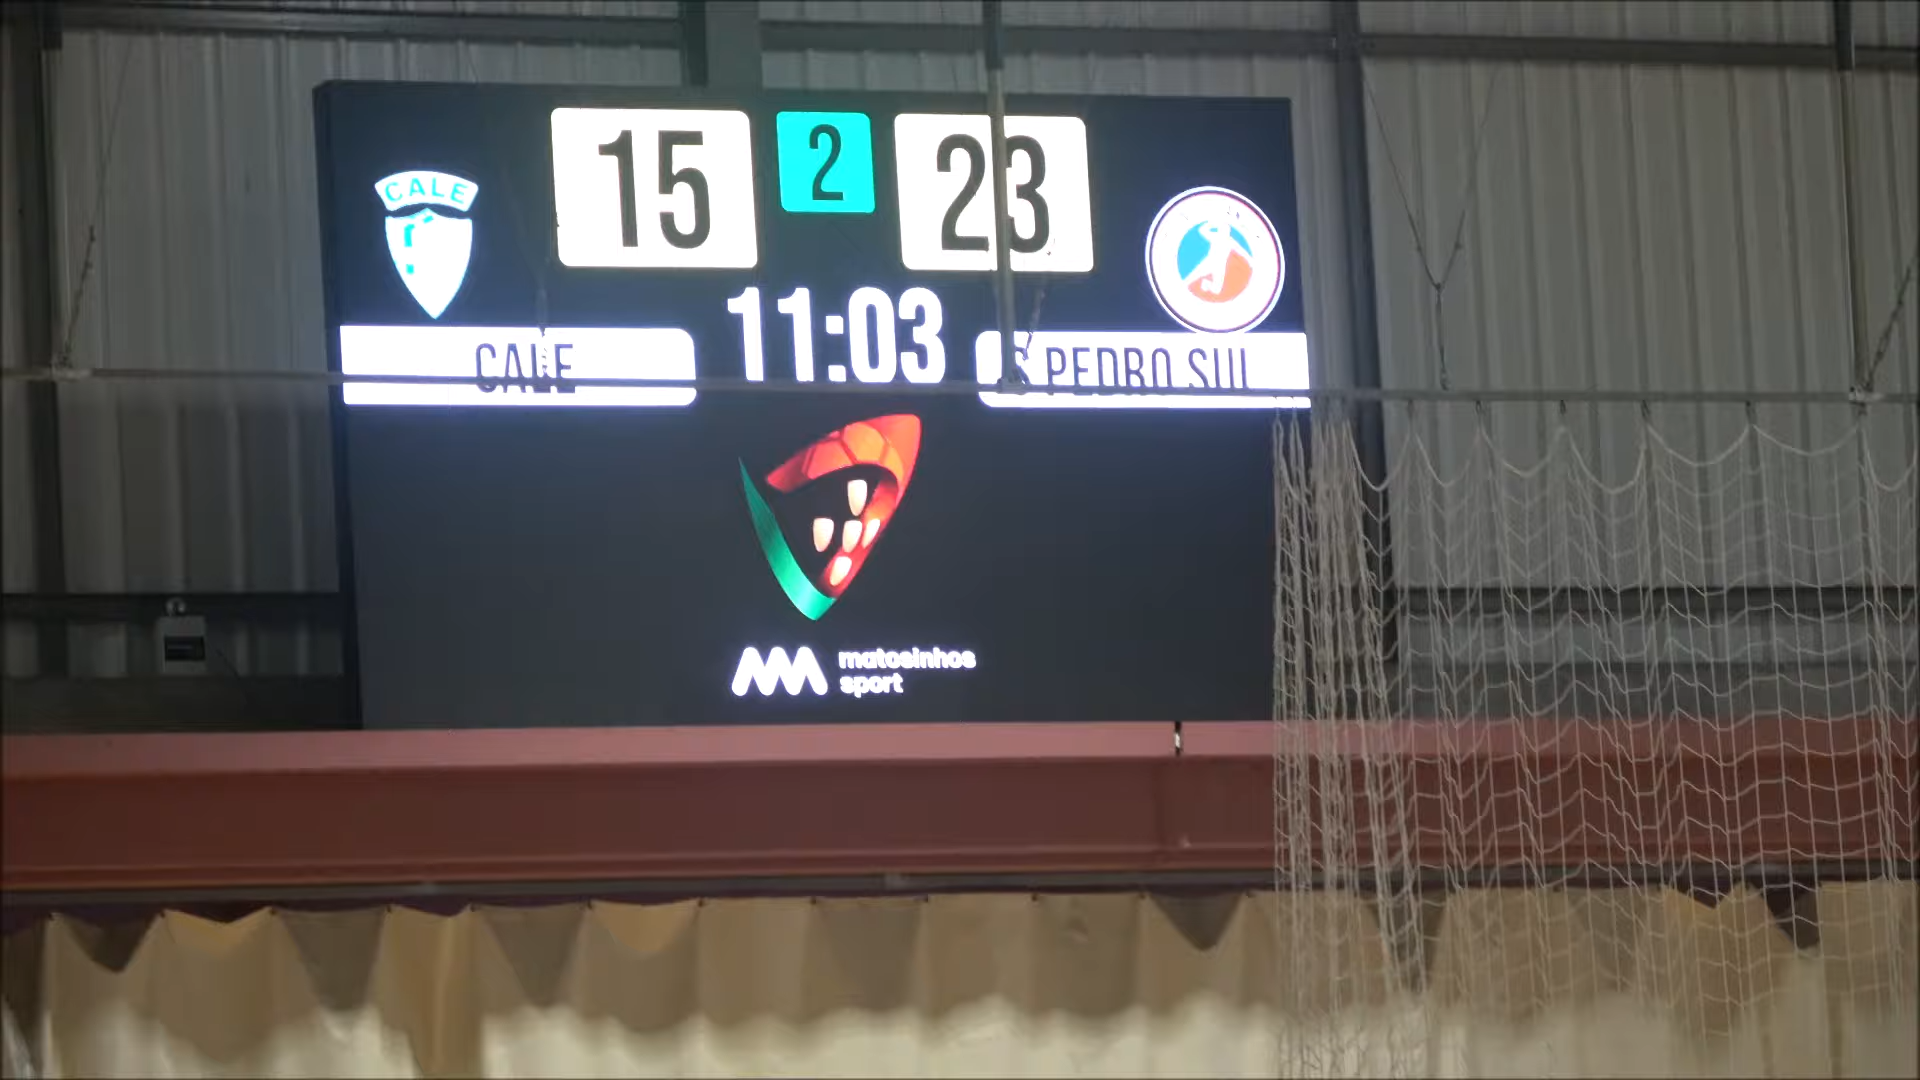 15 2 23
CALE
11:03
CALE
S PEDRO SUL
matosinhos
sport